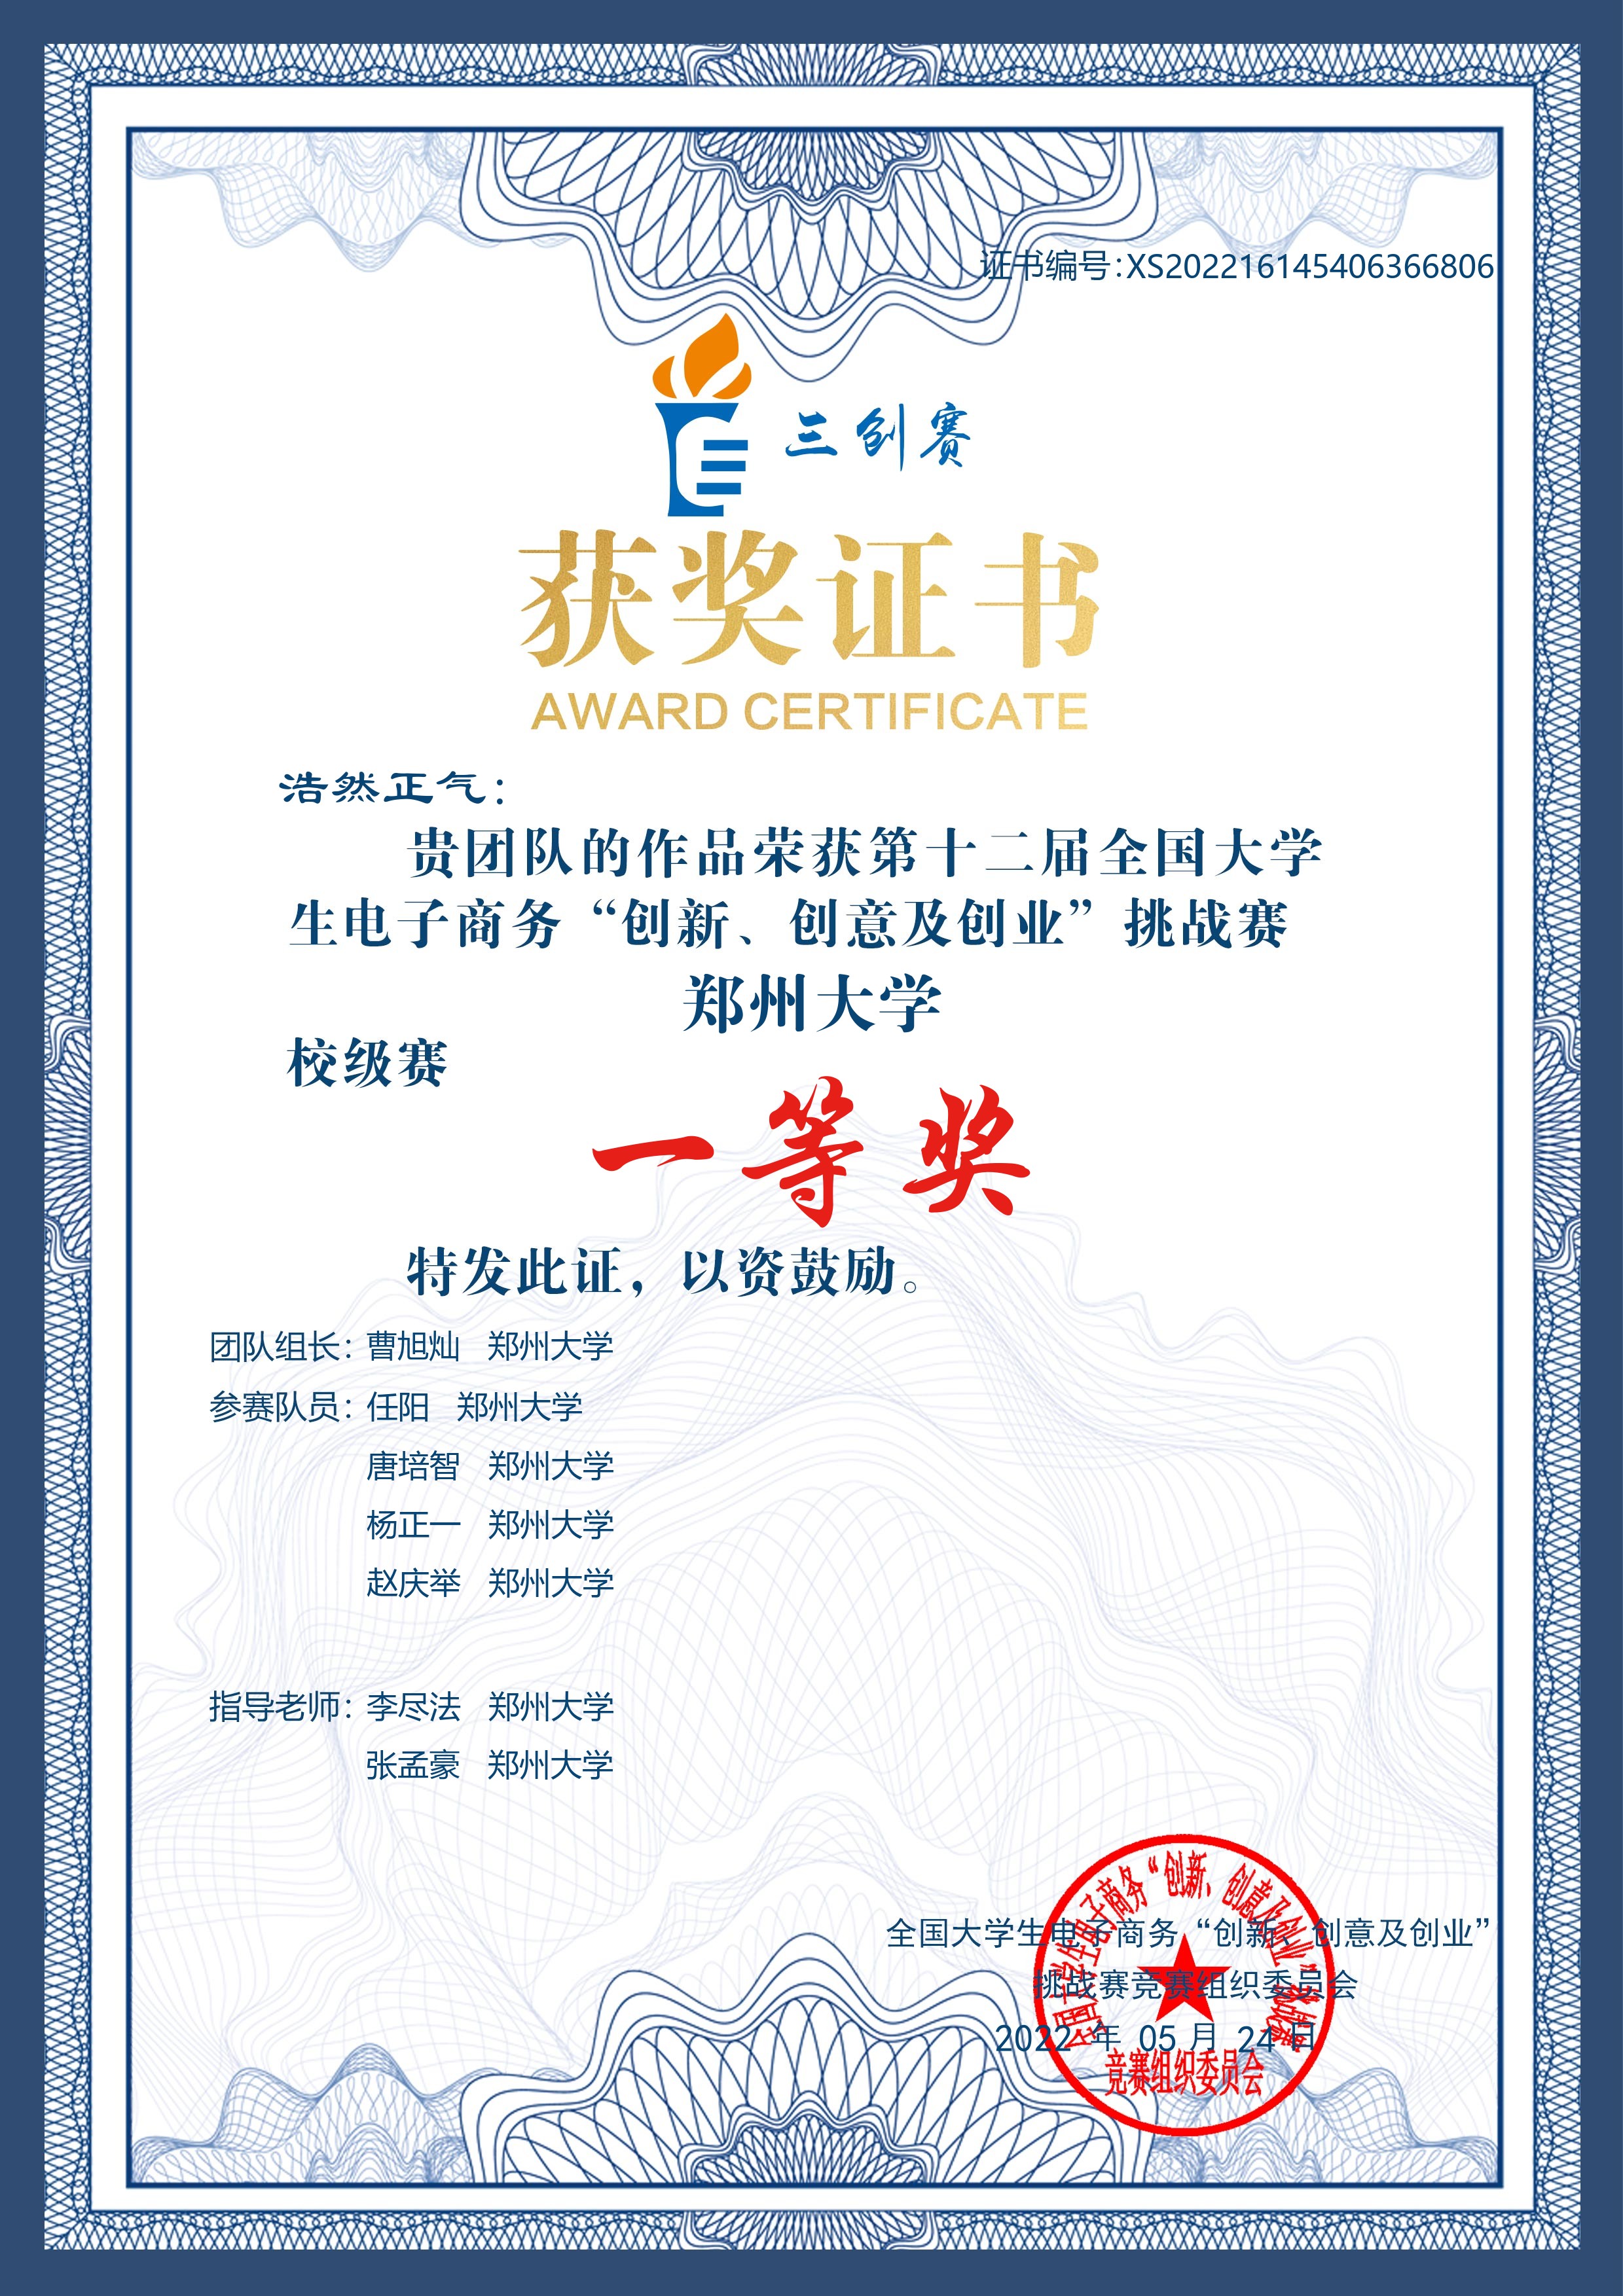 证书编号：XS202216145406366806
三创赛
获奖证书
AWARD CERTIFICATE
浩然正气：
贵团队的作品荣获第十二届全国大学
生电子商务“创新、创意及创业”挑战赛
郑州大学
校级赛
一等奖
特发此证，以资鼓励。
团队组长：曹旭灿 郑州大学
参赛队员：任阳 郑州大学
唐培智 郑州大学
杨正一 郑州大学
赵庆举 郑州大学
指导老师：李尽法 郑州大学
张孟豪 郑州大学
全国大学生电子商务“创新、创意及创业”
挑战赛竞赛组织委员会
2022 年 05 月 24 日
全国大学生电子商务“创新、创意及创业”挑战赛
竞赛组织委员会